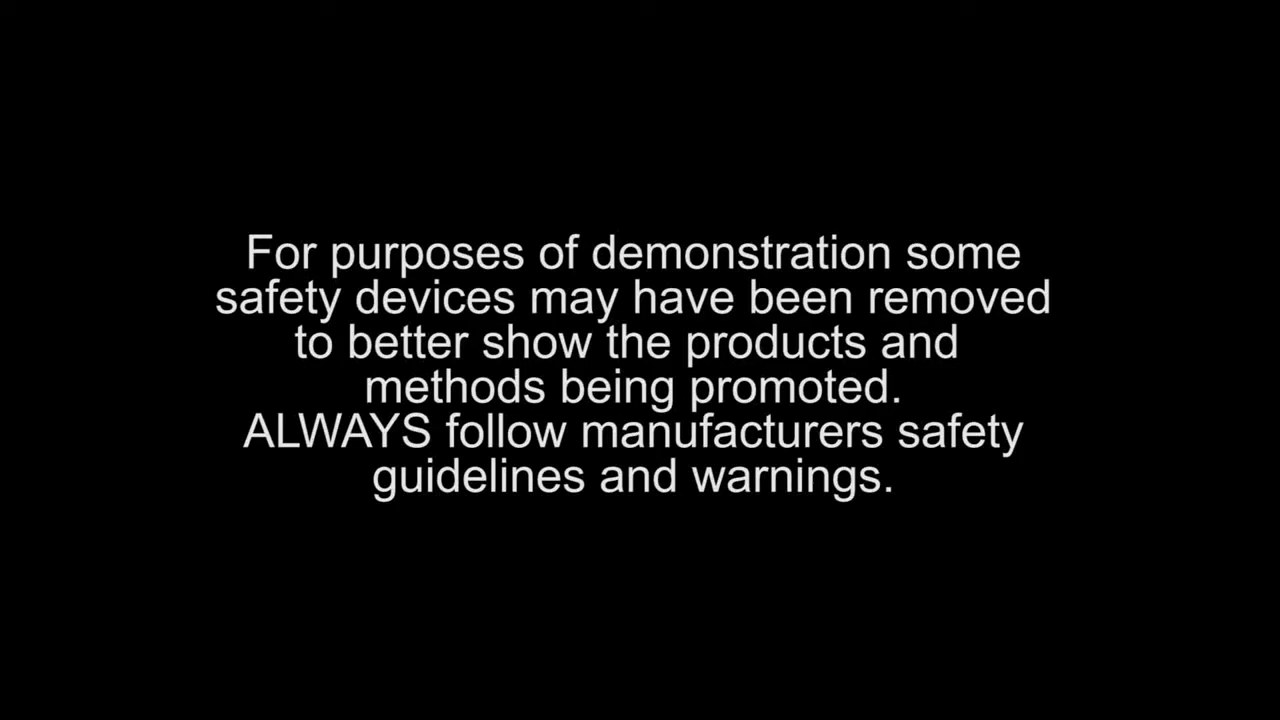 For purposes of demonstration some
safety devices may have been removed
to better show the products and
methods being promoted.
ALWAYS follow manufacturers safety
guidelines and warnings.